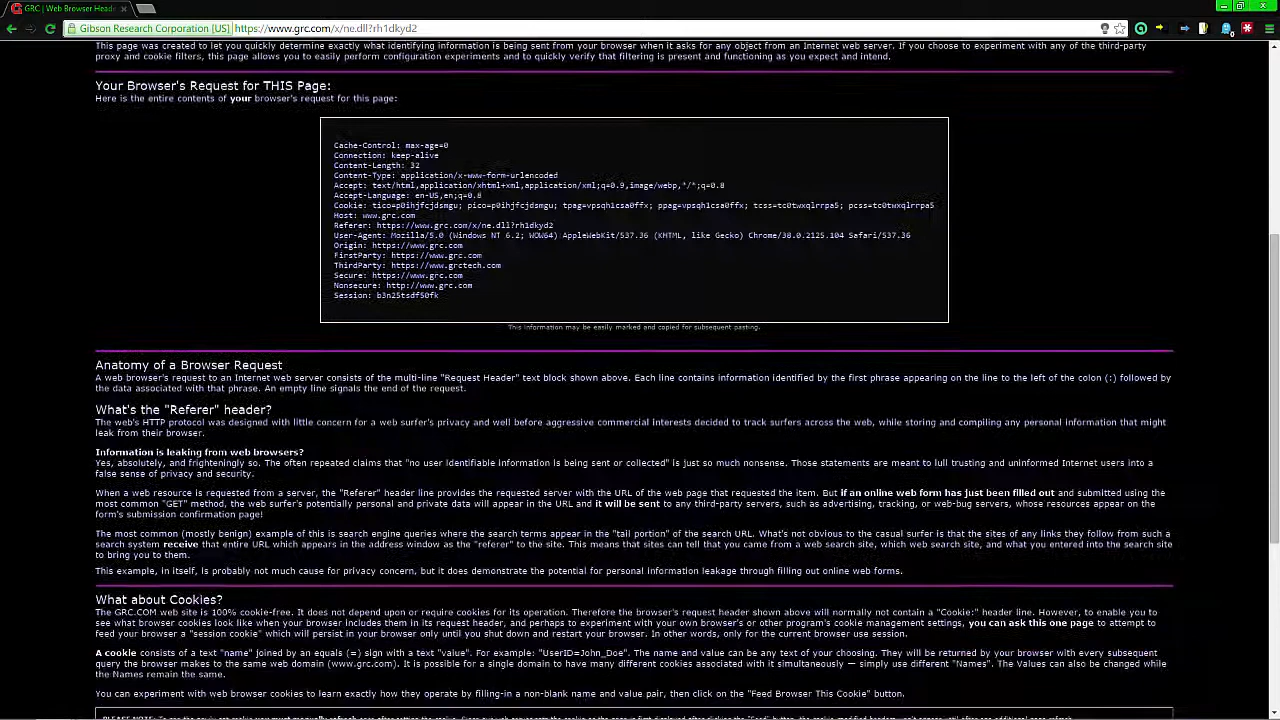 GRC | Web Browser Heade
Gibson Research Corporation [US] https://www.grc.com/x/ne.dll?rh1dkyd2
This page was created to let you quickly determine exactly what identifying information is being sent from your browser when it asks for any object from an Internet web server. If you choose to experiment with any of the third-party
proxy and cookie filters, this page allows you to easily perform configuration experiments and to quickly verify that filtering is present and functioning as you expect and intend.
Your Browser's Request for THIS Page:
Here is the entire contents of your browser's request for this page:
Cache-Control: max-age=0
Connection: keep-alive
Content-Length: 32
Content-Type: application/x-www-form-urlencoded
Accept: text/html,application/xhtml+xml,application/xml;q=0.9,image/webp,*/*;q=0.8
Accept-Language: en-US,en;q=0.8
Cookie: tico=p0ihjfcjdsmgu; pico=p0ihjfcjdsmgu; tpag=vpsqh1csa0ffx; ppag=vpsqh1csa0ffx; tcss=tc0twxqlrrpa5; pcss=tc0twxqlrrpa5
Host: www.grc.com
Referer: https://www.grc.com/x/ne.dll?rh1dkyd2
User-Agent: Mozilla/5.0 (Windows NT 6.2; WOW64) AppleWebKit/537.36 (KHTML, like Gecko) Chrome/38.0.2125.104 Safari/537.36
Origin: https://www.grc.com
FirstParty: https://www.grc.com
ThirdParty: https://www.grctech.com
Secure: https://www.grc.com
Nonsecure: http://www.grc.com
Session: b3n25tsdf50fk
This information may be easily marked and copied for subsequent pasting.
Anatomy of a Browser Request
A web browser's request to an Internet web server consists of the multi-line "Request Header" text block shown above. Each line contains information identified by the first phrase appearing on the line to the left of the colon (:) followed by
the data associated with that phrase. An empty line signals the end of the request.
What's the "Referer" header?
The web's HTTP protocol was designed with little concern for a web surfer's privacy and well before aggressive commercial interests decided to track surfers across the web, while storing and compiling any personal information that might
leak from their browser.
Information is leaking from web browsers?
Yes, absolutely, and frighteningly so. The often repeated claims that "no user identifiable information is being sent or collected" is just so much nonsense. Those statements are meant to lull trusting and uninformed Internet users into a
false sense of privacy and security.
When a web resource is requested from a server, the "Referer" header line provides the requested server with the URL of the web page that requested the item. But if an online web form has just been filled out and submitted using the
most common "GET" method, the web surfer's potentially personal and private data will appear in the URL and it will be sent to any third-party servers, such as advertising, tracking, or web-bug servers, whose resources appear on the
form's submission confirmation page!
The most common (mostly benign) example of this is search engine queries where the search terms appear in the "tail portion" of the search URL. What's not obvious to the casual surfer is that the sites of any links they follow from such a
search system receive that entire URL which appears in the address window as the "referer" to the site. This means that sites can tell that you came from a web search site, which web search site, and what you entered into the search site
to bring you to them.
This example, in itself, is probably not much cause for privacy concern, but it does demonstrate the potential for personal information leakage through filling out online web forms.
What about Cookies?
The GRC.COM web site is 100% cookie-free. It does not depend upon or require cookies for its operation. Therefore the browser's request header shown above will normally not contain a "Cookie:" header line. However, to enable you to
see what browser cookies look like when your browser includes them in its request header, and perhaps to experiment with your own browser's or other program's cookie management settings, you can ask this one page to attempt to
feed your browser a "session cookie" which will persist in your browser only until you shut down and restart your browser. In other words, only for the current browser use session.
A cookie consists of a text "name" joined by an equals (=) sign with a text "value". For example: "UserID=John_Doe". The name and value can be any text of your choosing. They will be returned by your browser with every subsequent
query the browser makes to the same web domain (www.grc.com). It is possible for a single domain to have many different cookies associated with it simultaneously — simply use different "Names". The Values can also be changed while
the Names remain the same.
You can experiment with web browser cookies to learn exactly how they operate by filling-in a non-blank name and value pair, then click on the "Feed Browser This Cookie" button.